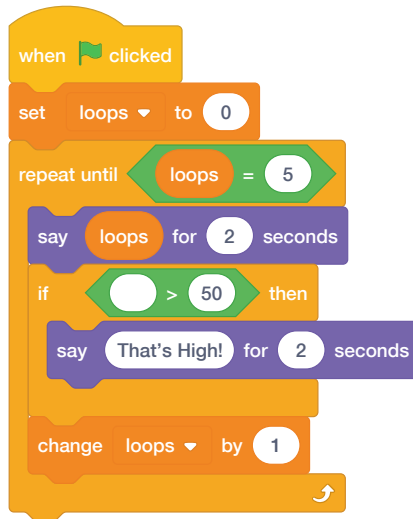 when clicked
set loops to 0
repeat until loops = 5
say loops for 2 seconds
if > 50 then
say That's High! for 2 seconds
change loops by 1